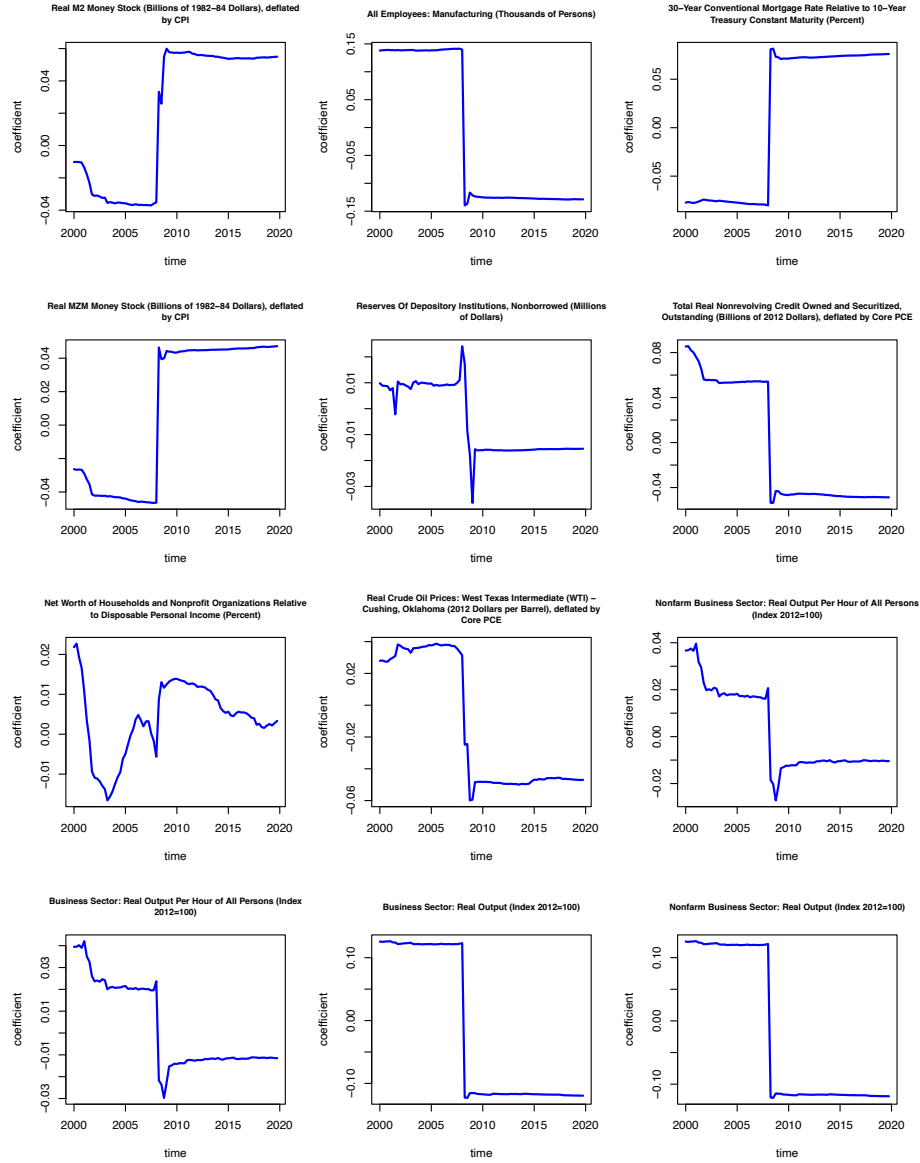 Real M2 Money Stock (Billions of 1982−84 Dollars), deflated
by CPI
coefficient
−0.04
0.00
0.04
2000 2005 2010 2015 2020
time
All Employees: Manufacturing (Thousands of Persons)
coefficient
−0.15
−0.05
0.05
0.15
2000 2005 2010 2015 2020
time
30−Year Conventional Mortgage Rate Relative to 10−Year
Treasury Constant Maturity (Percent)
coefficient
−0.05
0.05
2000 2005 2010 2015 2020
time
Real MZM Money Stock (Billions of 1982−84 Dollars), deflated
by CPI
coefficient
−0.04
0.00
0.02
0.04
2000 2005 2010 2015 2020
time
Reserves Of Depository Institutions, Nonborrowed (Millions
of Dollars)
coefficient
−0.03
−0.01
0.01
2000 2005 2010 2015 2020
time
Total Real Nonrevolving Credit Owned and Securitized,
Outstanding (Billions of 2012 Dollars), deflated by Core PCE
coefficient
−0.04
0.00
0.04
0.08
2000 2005 2010 2015 2020
time
Net Worth of Households and Nonprofit Organizations Relative
to Disposable Personal Income (Percent)
coefficient
−0.01
0.00
0.01
0.02
2000 2005 2010 2015 2020
time
Real Crude Oil Prices: West Texas Intermediate (WTI) −
Cushing, Oklahoma (2012 Dollars per Barrel), deflated by
Core PCE
coefficient
−0.06
−0.02
0.02
2000 2005 2010 2015 2020
time
Nonfarm Business Sector: Real Output Per Hour of All Persons
(Index 2012=100)
coefficient
−0.02
0.00
0.02
0.04
2000 2005 2010 2015 2020
time
Business Sector: Real Output Per Hour of All Persons (Index
2012=100)
coefficient
−0.03
−0.01
0.01
0.03
2000 2005 2010 2015 2020
time
Business Sector: Real Output (Index 2012=100)
coefficient
−0.10
0.00
0.10
2000 2005 2010 2015 2020
time
Nonfarm Business Sector: Real Output (Index 2012=100)
coefficient
−0.10
0.00
0.10
2000 2005 2010 2015 2020
time